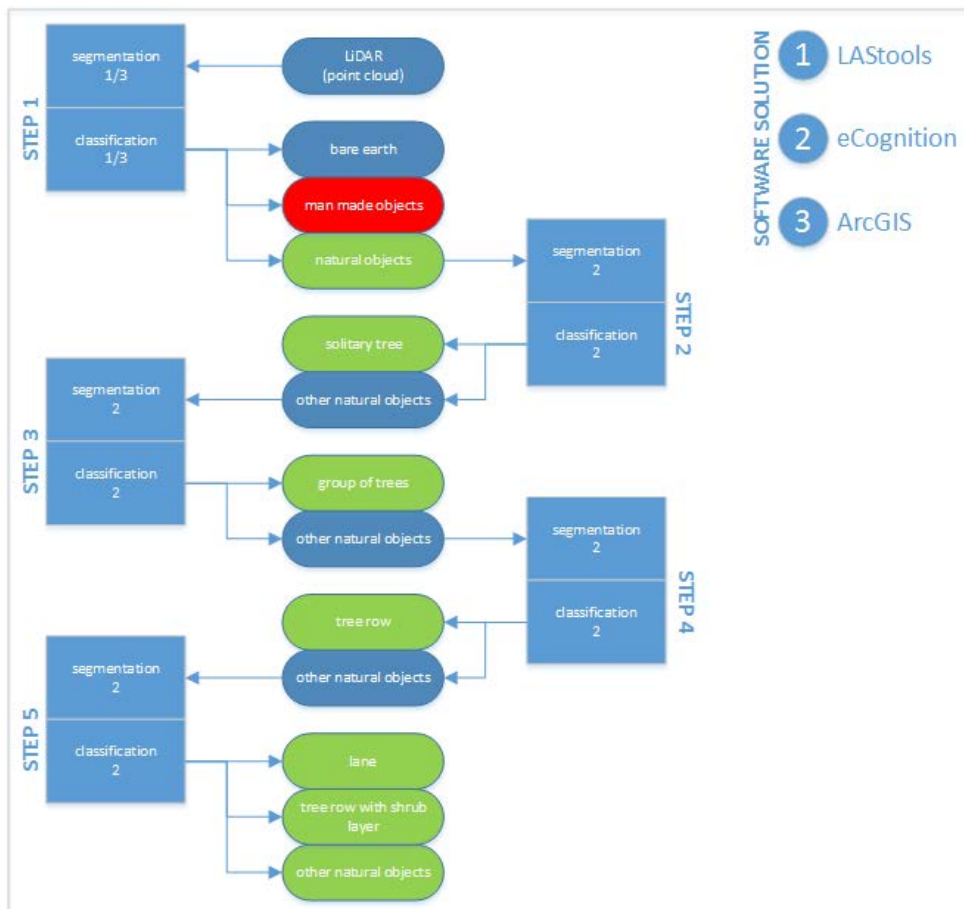 STEP 1
segmentation
1/3
classification
1/3
LiDAR
(point cloud)
bare earth
man made objects
natural objects
SOFTWARE SOLUTION
1 LAStools
2 eCognition
3 ArcGIS
STEP 2
segmentation
2
classification
2
solitary tree
other natural objects
STEP 3
segmentation
2
classification
2
group of trees
other natural objects
STEP 4
segmentation
2
classification
2
tree row
other natural objects
STEP 5
segmentation
2
classification
2
lane
tree row with shrub
layer
other natural objects